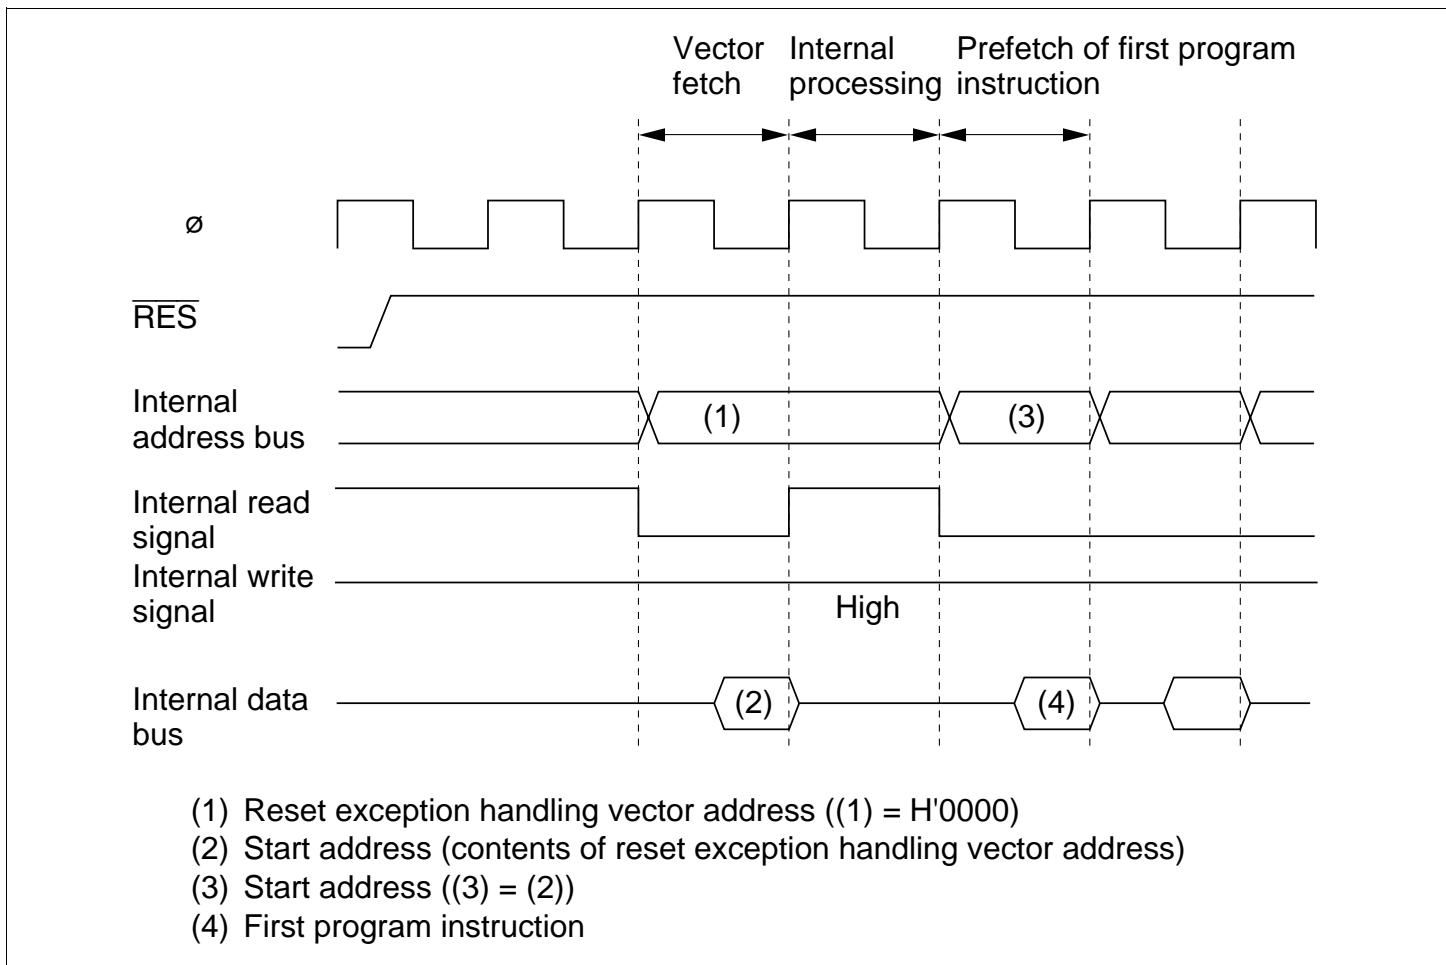 Vector fetch
Internal processing
Prefetch of first program instruction
ø
RES
Internal address bus
(1)
(3)
Internal read signal
Internal write signal
High
Internal data bus
(2)
(4)
(1) Reset exception handling vector address ((1) = H'0000)
(2) Start address (contents of reset exception handling vector address)
(3) Start address ((3) = (2))
(4) First program instruction